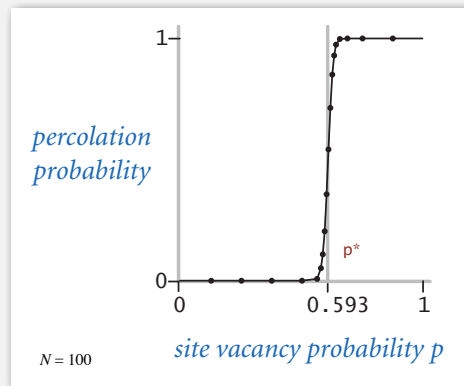 1
percolation
probability
p*
0
0 0.593 1
site vacancy probability p
N = 100